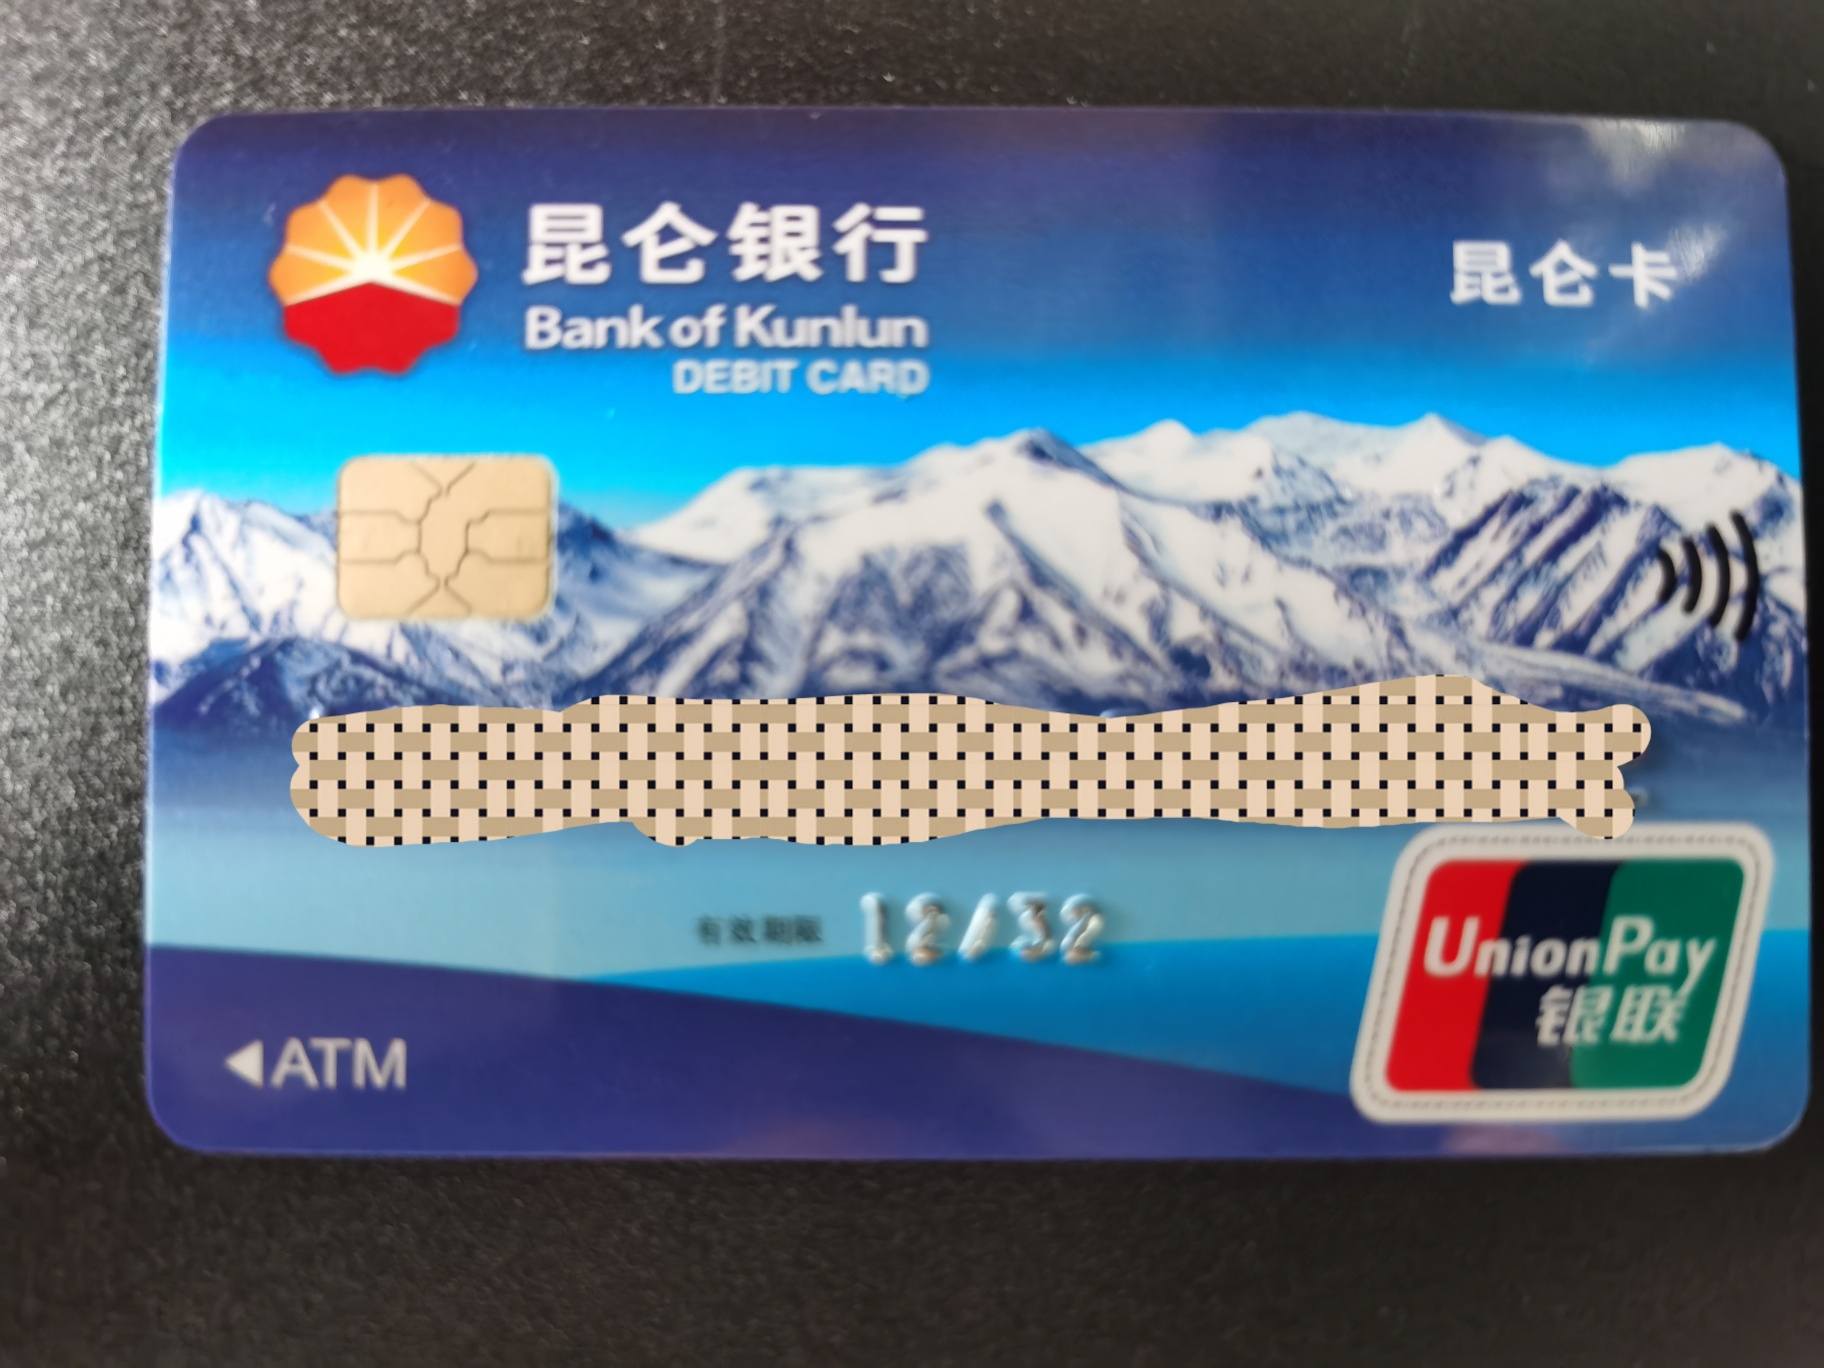 昆仑银行
Bank of Kunlun
DEBIT CARD
昆仑卡
有效期限 12/32
◀ATM
UnionPay
银联